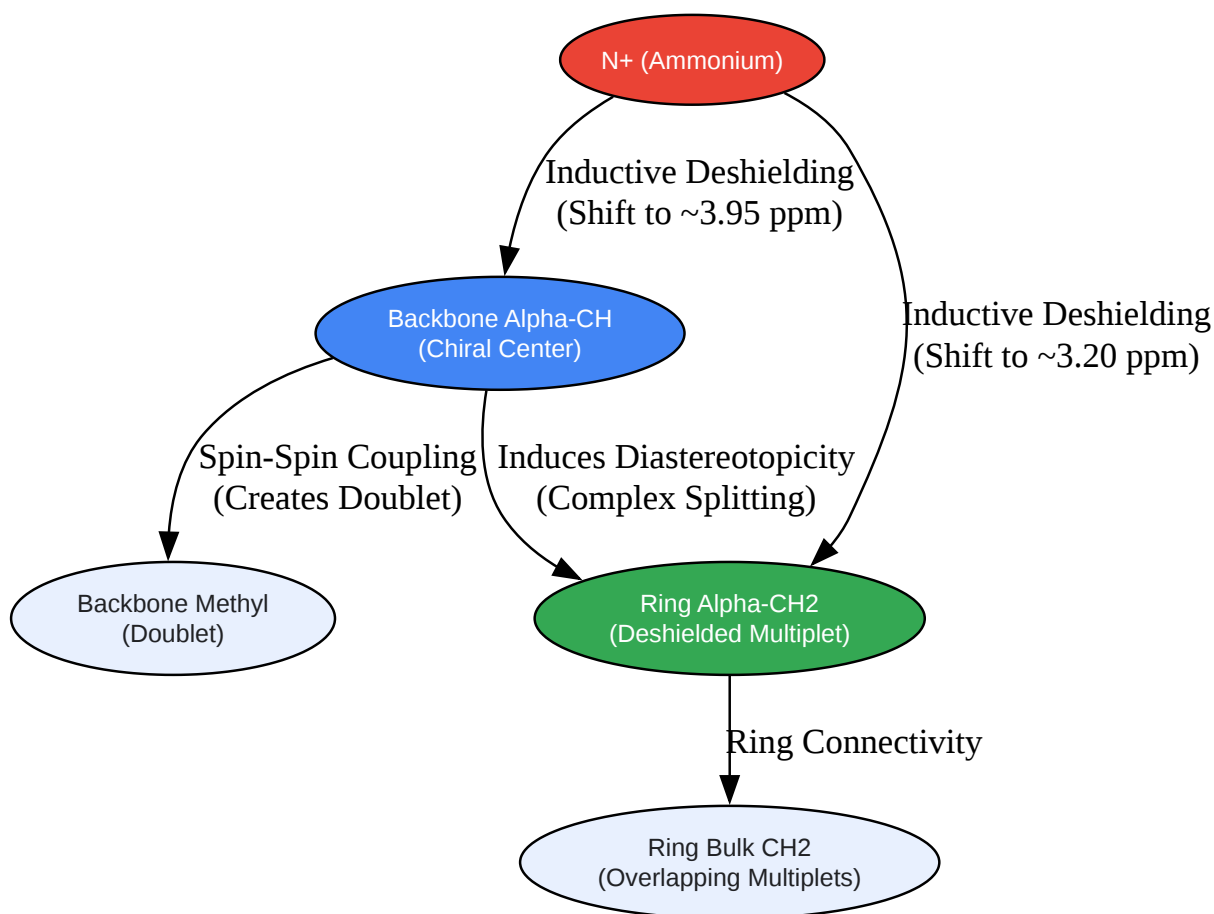 N+ (Ammonium)
Inductive Deshielding
(Shift to ~3.95 ppm)
Inductive Deshielding
(Shift to ~3.20 ppm)
Backbone Alpha-CH
(Chiral Center)
Spin-Spin Coupling
(Creates Doublet)
Induces Diastereotopicity
(Complex Splitting)
Backbone Methyl
(Doublet)
Ring Alpha-CH2
(Deshielded Multiplet)
Ring Connectivity
Ring Bulk CH2
(Overlapping Multiplets)